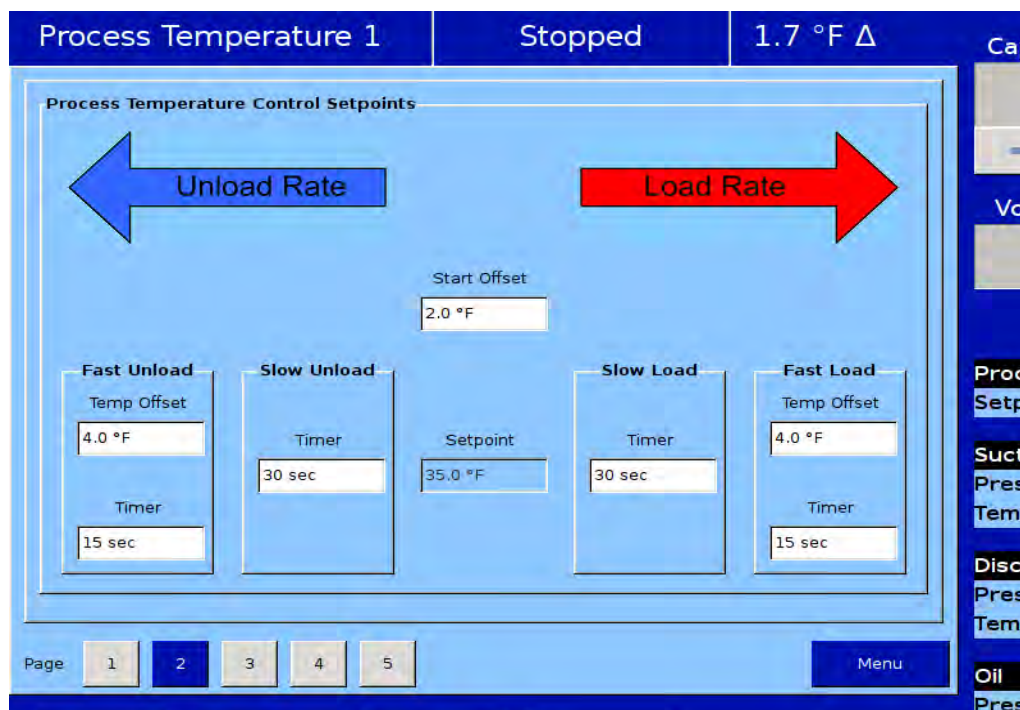 Process Temperature 1
Stopped
1.7 °F Δ
Process Temperature Control Setpoints
Unload Rate
Load Rate
Start Offset
2.0 °F
Fast Unload
Temp Offset
4.0 °F
Timer
15 sec
Slow Unload
Timer
30 sec
Setpoint
35.0 °F
Slow Load
Timer
30 sec
Fast Load
Temp Offset
4.0 °F
Timer
15 sec
Page 1 2 3 4 5
Menu
Ca
Vo
Proc
Setp
Suct
Pres
Tem
Disc
Pres
Tem
Oil
Pres